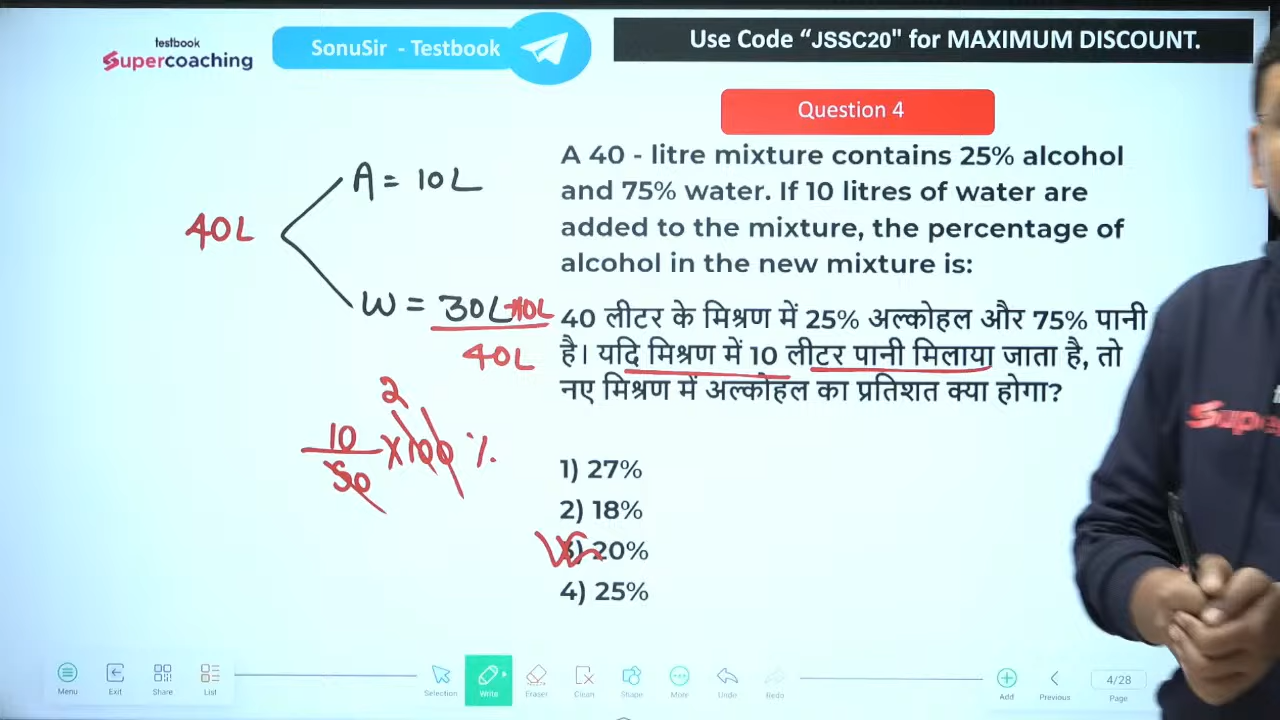 testbook
Supercoaching
SonuSir - Testbook
Use Code “JSSC20" for MAXIMUM DISCOUNT.
Question 4
A 40 - litre mixture contains 25% alcohol
and 75% water. If 10 litres of water are
added to the mixture, the percentage of
alcohol in the new mixture is:
40 लीटर के मिश्रण में 25% अल्कोहल और 75% पानी
है। यदि मिश्रण में 10 लीटर पानी मिलाया जाता है, तो
नए मिश्रण में अल्कोहल का प्रतिशत क्या होगा?
1) 27%
2) 18%
3) 20%
4) 25%
A = 10L
40L
W = 30L+10L
40L
2
10
×100 %
50
Supe
Menu
Exit
Share
List
Selection
Write
Eraser
Clean
Shape
More
Undo
Redo
Add
Previous
4/28
Page